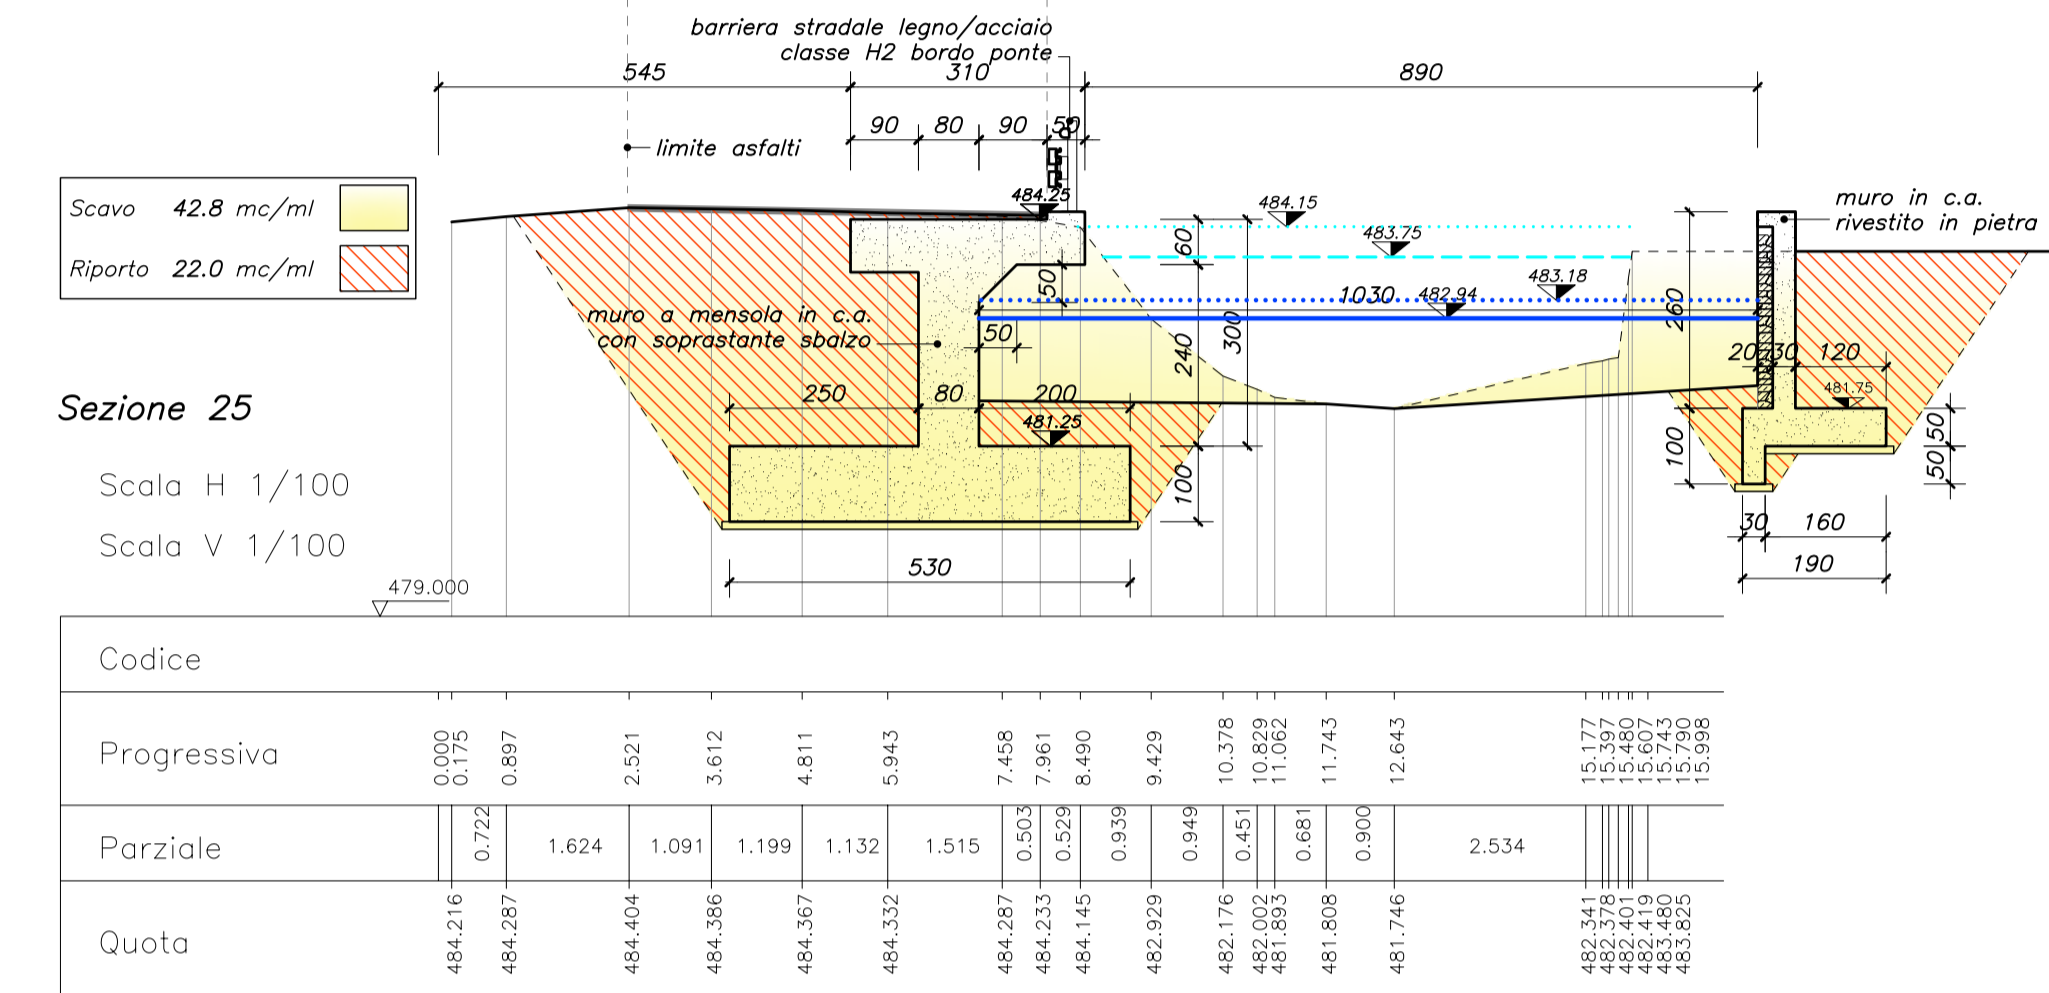 barriera stradale legno/acciaio
classe H2 bordo ponte
545 310 890
90 80 90 50
limite asfalti
Scavo 42.8 mc/ml
Riporto 22.0 mc/ml
484.25 484.15 483.75 483.18 482.94
muro in c.a.
rivestito in pietra
60 50 1030 260
muro a mensola in c.a.
con soprastante sbalzo
50 240 300 20 30 120
250 80 200 481.75
481.25
Sezione 25
100 100 50 50
Scala H 1/100
Scala V 1/100
30 160
530 190
479.000
Codice
Progressiva 0.000 0.175 0.897 2.521 3.612 4.811 5.943 7.458 7.961 8.490 9.429 10.378 10.829 11.062 11.743 12.643 15.177 15.397 15.480 15.607 15.743 15.790 15.998
Parziale 0.722 1.624 1.091 1.199 1.132 1.515 0.503 0.529 0.939 0.949 0.451 0.681 0.900 2.534
Quota 484.216 484.287 484.404 484.386 484.367 484.332 484.287 484.233 484.145 482.929 482.176 482.002 481.893 481.808 481.746 482.341 482.378 482.401 482.419 483.480 483.825